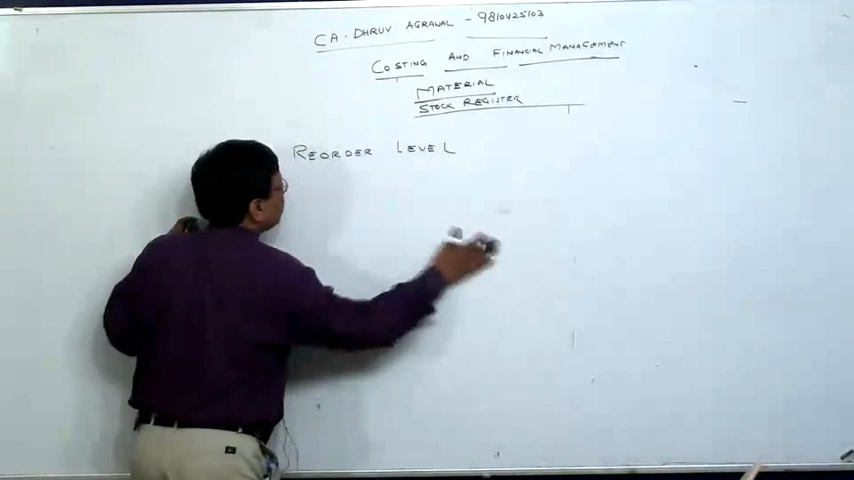 CA. DHRUV AGRAWAL - 9810425103
COSTING AND FINANCIAL MANAGEMENT
MATERIAL
STOCK REGISTER
REORDER LEVEL